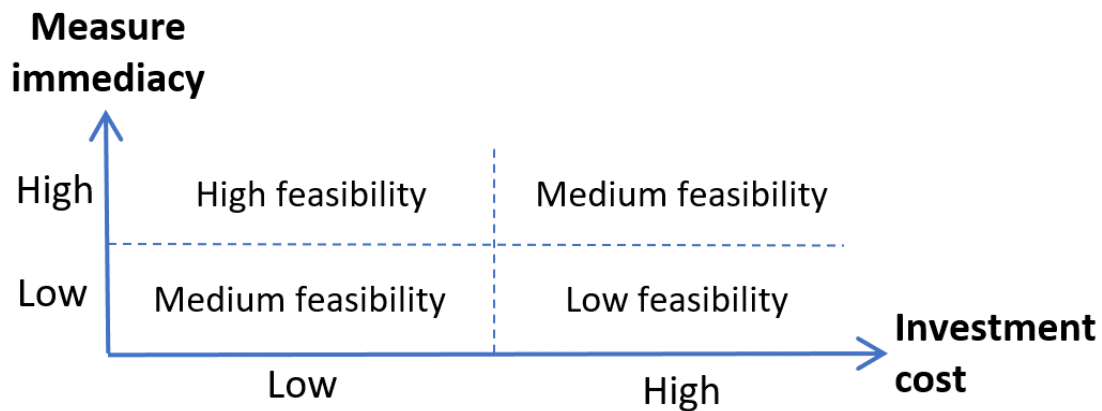 Measure
immediacy
High
High feasibility
Medium feasibility
Low
Medium feasibility
Low feasibility
Investment
cost
Low
High